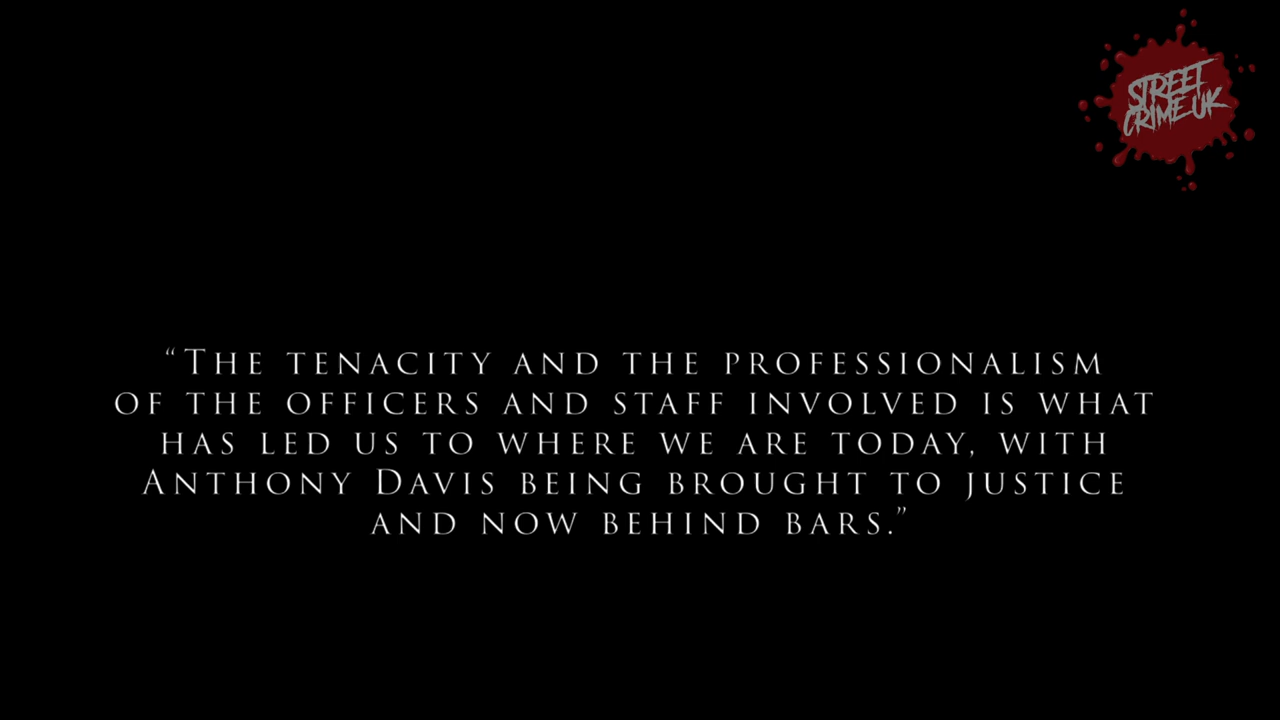 STREET
CRIME UK
“The tenacity and the professionalism
of the officers and staff involved is what
has led us to where we are today, with
Anthony Davis being brought to justice
and now behind bars.”